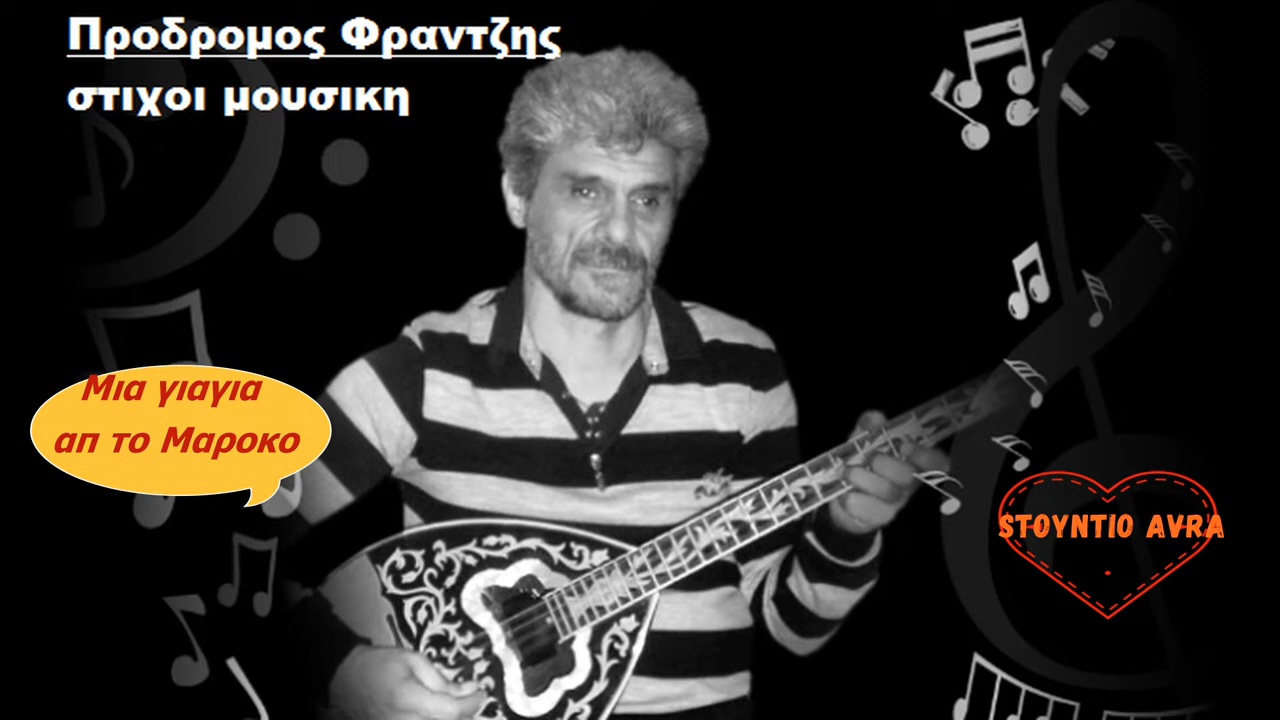 Προδρομος Φραντζης
στιχοι μουσικη
Μια γιαγια
απ το Μαροκο
STOYNTIO AVRA